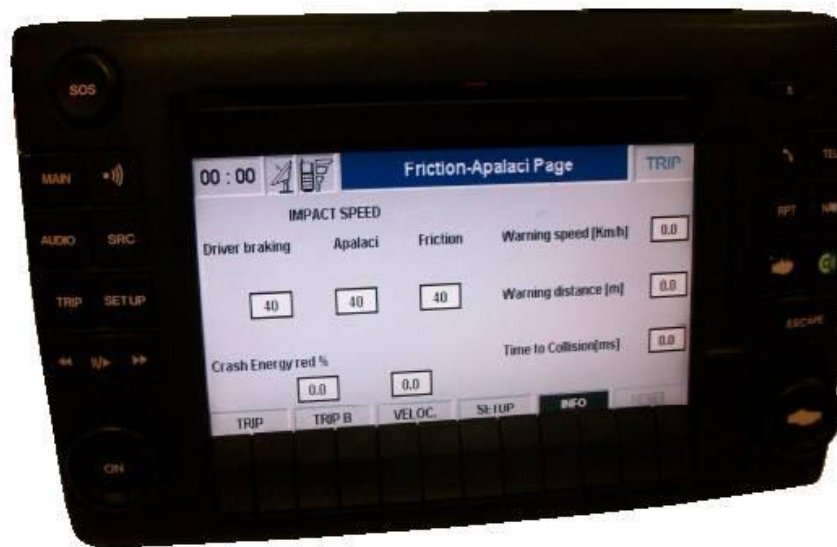 SOS
MAIN
AUDIO SRC
TRIP SETUP
ON
00 : 00 Friction-Apalaci Page TRIP
IMPACT SPEED
Driver braking Apalaci Friction Warning speed [Km/h] 0.0
40 40 40 Warning distance [m] 0.0
Time to Collision[ms] 0.0
Crash Energy red %
0.0 0.0
TRIP TRIP B VELOC. SETUP INFO
RPT
ESCAPE